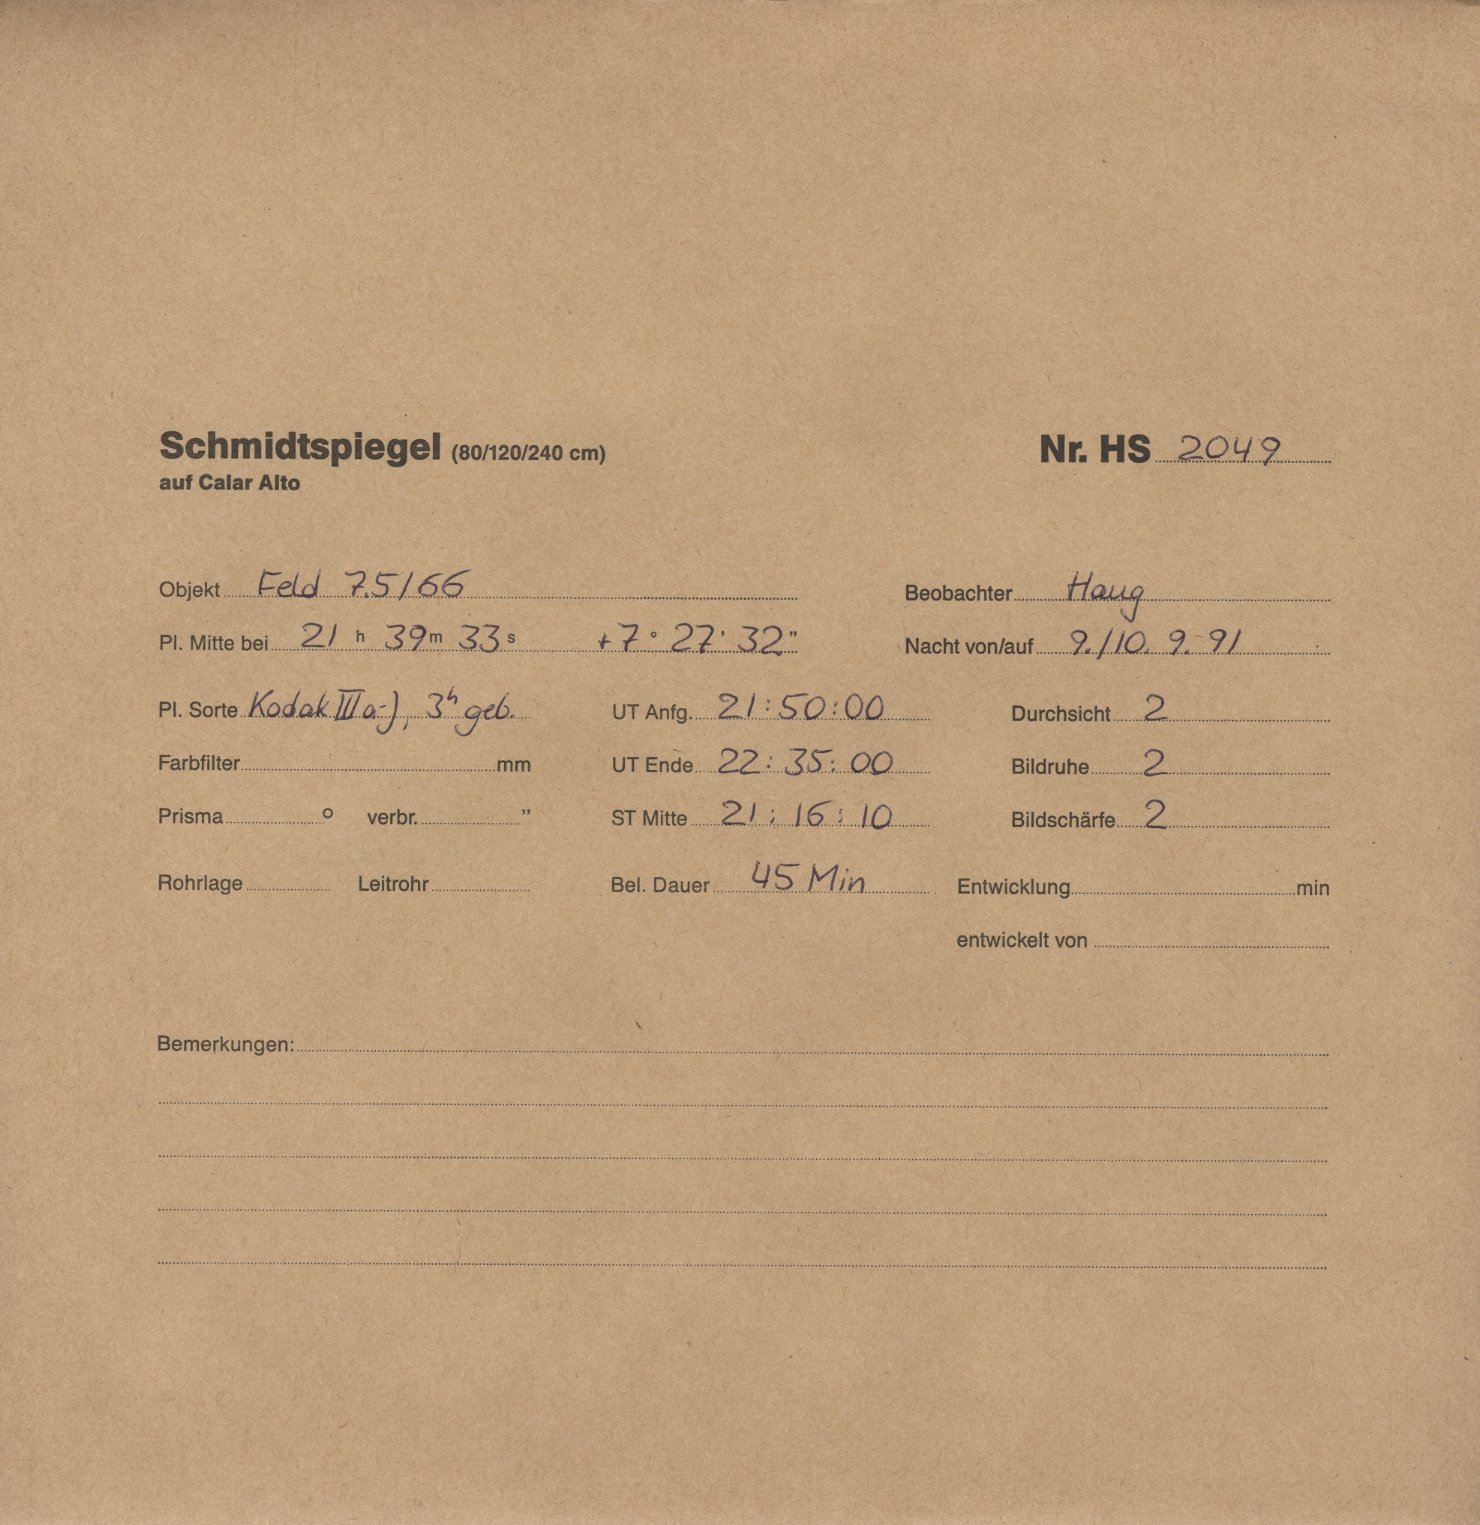 Schmidtspiegel (80/120/240 cm) Nr. HS 2049
auf Calar Alto
Objekt Feld 7.5/66 Beobachter Haug
Pl. Mitte bei 21 h 39 m 33 s +7° 27' 32" Nacht von/auf 9./10. 9. 91
Pl. Sorte Kodak IIIa-J, 3h geb. UT Anfg. 21:50:00 Durchsicht 2
Farbfilter mm UT Ende 22:35:00 Bildruhe 2
Prisma ° verbr. " ST Mitte 21:16:10 Bildschärfe 2
Rohrlage Leitrohr Bel. Dauer 45 Min Entwicklung min
entwickelt von
Bemerkungen: